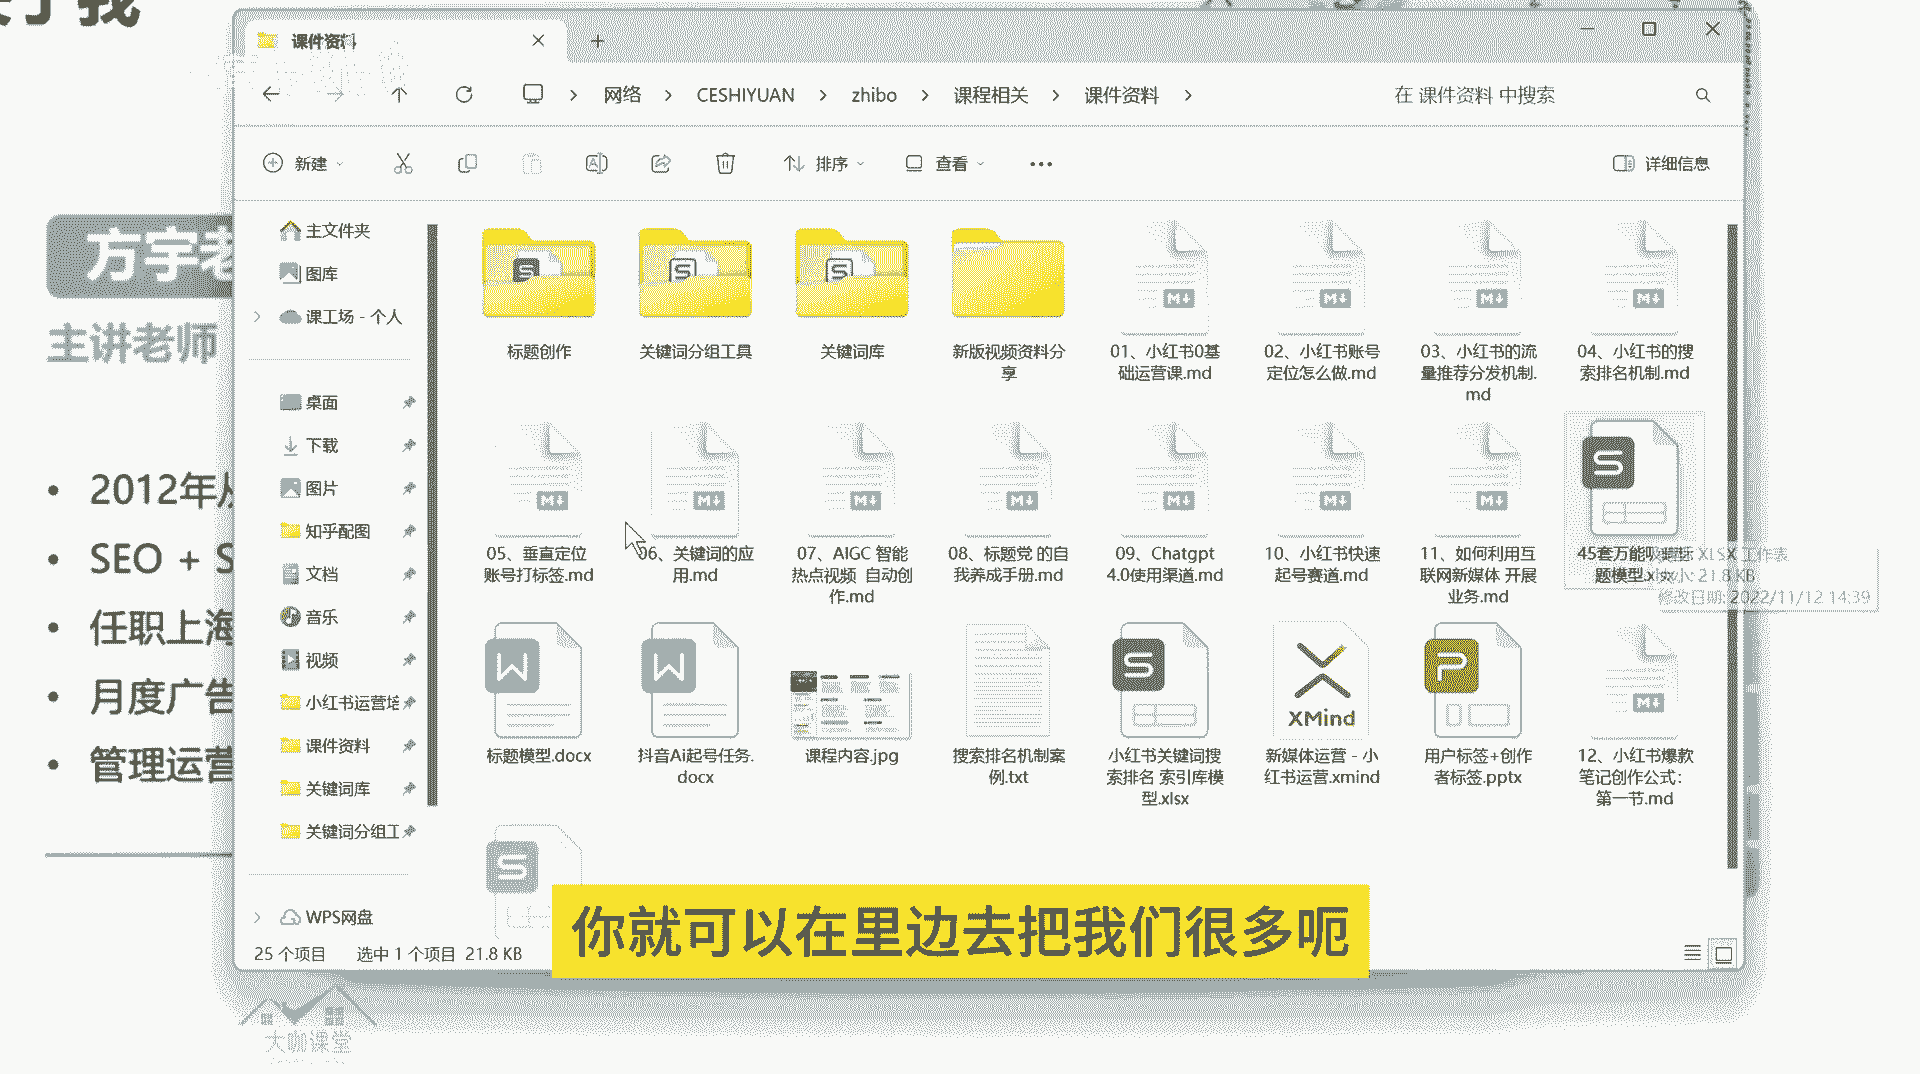 课件资料
网络 > CESHIYUAN > zhibo > 课程相关 > 课件资料 >
在 课件资料 中搜索
新建
排序
查看
详细信息
主文件夹
图库
课工场 - 个人
桌面
下载
图片
知乎配图
文档
音乐
视频
小红书运营培
课件资料
关键词库
关键词分组工
WPS网盘
标题创作
关键词分组工具
关键词库
新版视频资料分
享
01、小红书0基
础运营课.md
02、小红书账号
定位怎么做.md
03、小红书的流
量推荐分发机制.
md
04、小红书的搜
索排名机制.md
05、垂直定位
账号打标签.md
06、关键词的应
用.md
07、AIGC 智能
热点视频 自动创
作.md
08、标题党 的自
我养成手册.md
09、Chatgpt
4.0使用渠道.md
10、小红书快速
起号赛道.md
11、如何利用互
联网新媒体 开展
业务.md
45套万能
题模型.
XLSX 工作表
大小: 21.8 KB
修改日期: 2022/11/12 14:39
标题模型.docx
抖音Ai起号任务.
docx
课程内容.jpg
搜索排名机制案
例.txt
小红书关键词搜
索排名 索引库模
型.xlsx
XMind
新媒体运营 - 小
红书运营.xmind
用户标签+创作
者标签.pptx
12、小红书爆款
笔记创作公式：
第一节.md
25 个项目
选中 1 个项目 21.8 KB
方宇老
主讲老师
2012年从
SEO + S
任职上海
月度广告
管理运营
你就可以在里边去把我们很多呃
大咖课堂